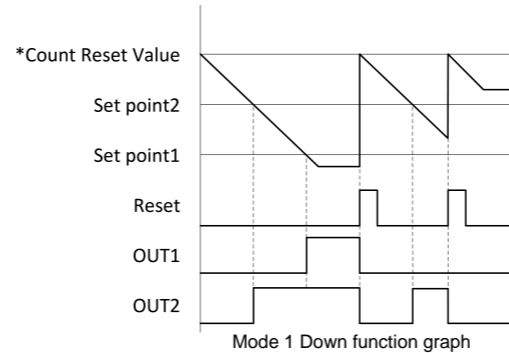 *Count Reset Value
Set point2
Set point1
Reset
OUT1
OUT2
Mode 1 Down function graph